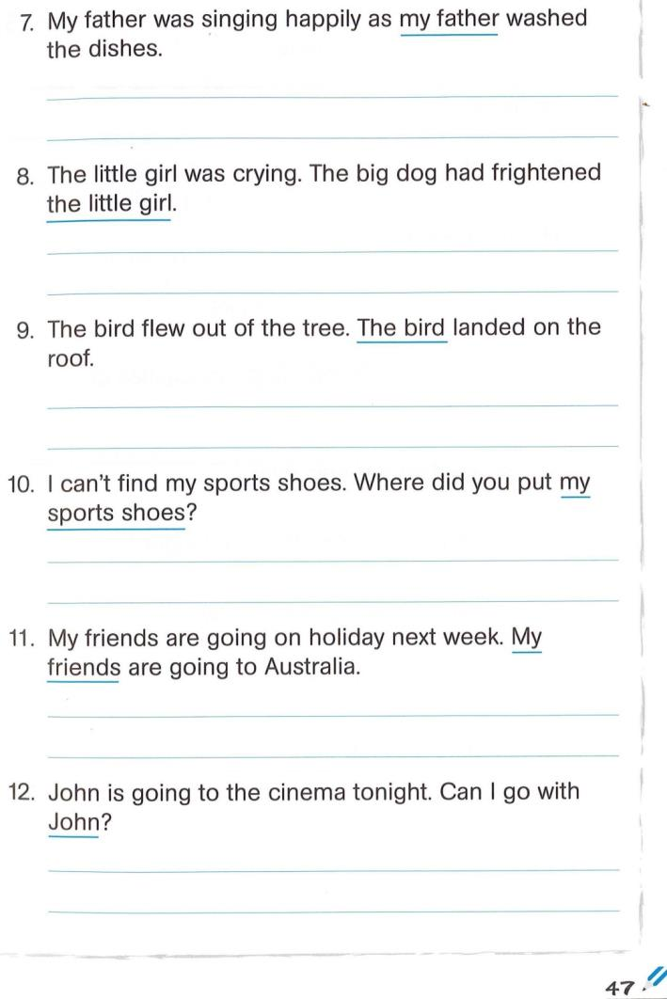 7. My father was singing happily as my father washed
the dishes.
8. The little girl was crying. The big dog had frightened
the little girl.
9. The bird flew out of the tree. The bird landed on the
roof.
10. I can't find my sports shoes. Where did you put my
sports shoes?
11. My friends are going on holiday next week. My
friends are going to Australia.
12. John is going to the cinema tonight. Can I go with
John?
47